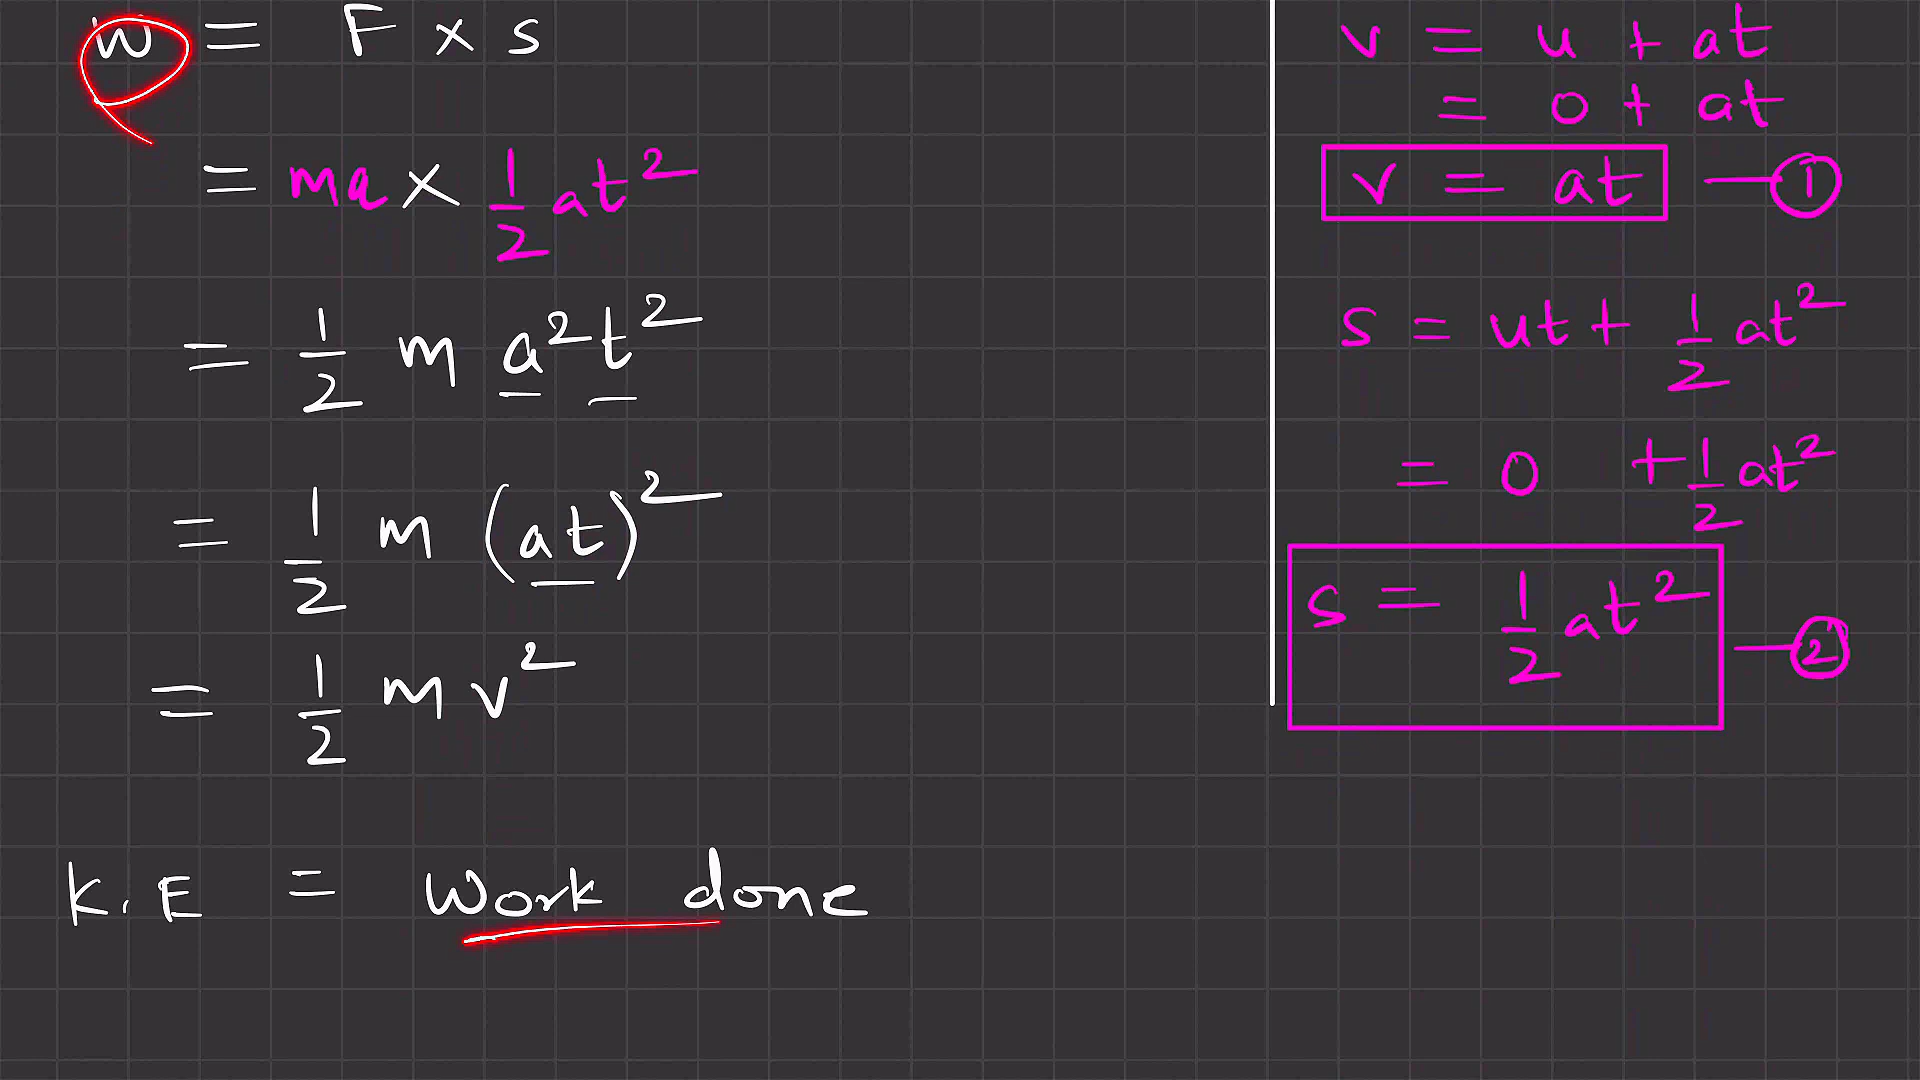 W = F × s
= ma × 1/2 at²
= 1/2 m a²t²
= 1/2 m (at)²
= 1/2 m v²
K.E = Work done
v = u + at
= 0 + at
v = at — ①
s = ut + 1/2 at²
= 0 + 1/2 at²
s = 1/2 at² — ②